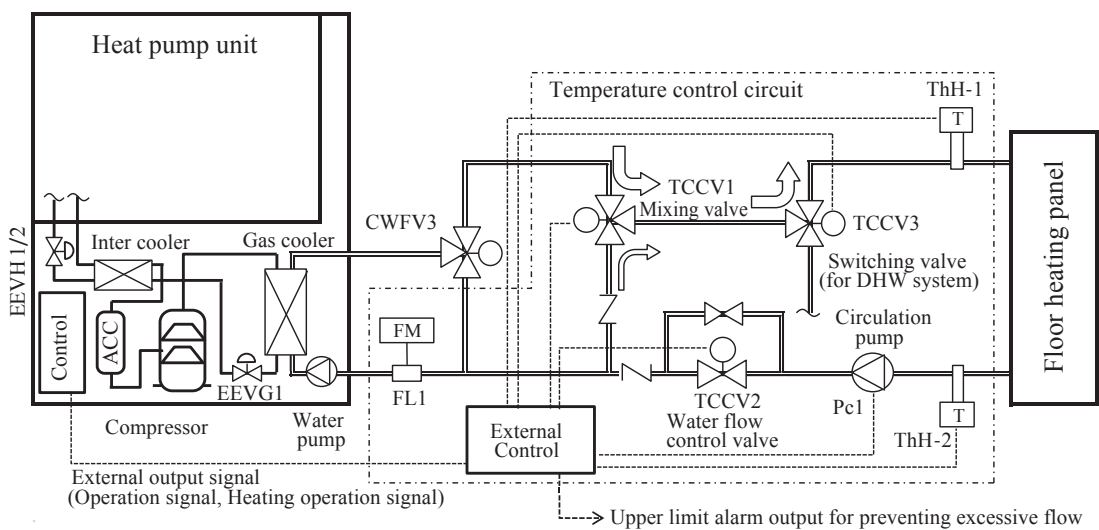 Heat pump unit
Temperature control circuit
ThH-1
T
TCCV1
Mixing valve
CWFV3
TCCV3
EEVH 1/2
Inter cooler
Gas cooler
Switching valve
(for DHW system)
Floor heating panel
Control
ACC
FM
Circulation
pump
EEVG1
FL1
TCCV2
Water flow
control valve
Pc1
T
ThH-2
Compressor
Water
pump
External
Control
External output signal
(Operation signal, Heating operation signal)
Upper limit alarm output for preventing excessive flow